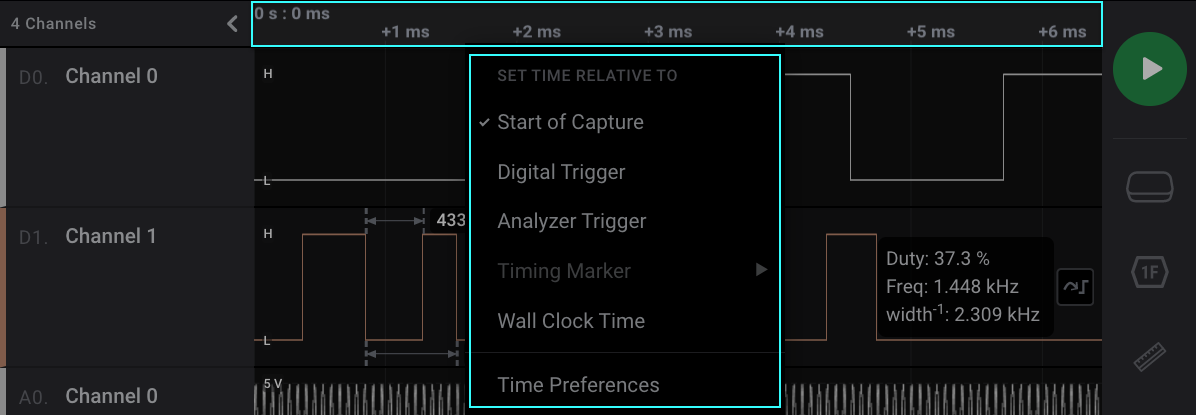 4 Channels
0 s : 0 ms
+1 ms
+2 ms
+3 ms
+4 ms
+5 ms
+6 ms
D0. Channel 0
H
L
SET TIME RELATIVE TO
Start of Capture
Digital Trigger
Analyzer Trigger
Timing Marker
Wall Clock Time
Time Preferences
D1. Channel 1
H
L
433
Duty: 37.3 %
Freq: 1.448 kHz
width⁻¹: 2.309 kHz
1F
A0. Channel 0
5 V